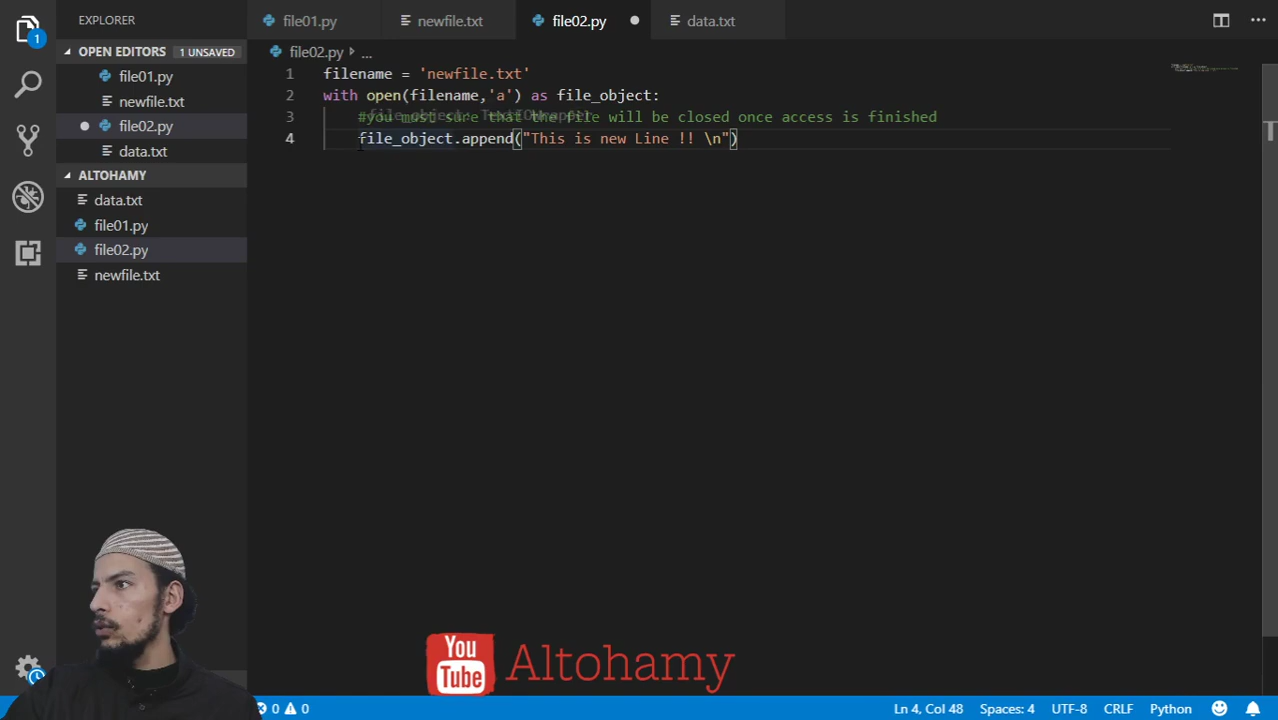 EXPLORER
OPEN EDITORS 1 UNSAVED
file01.py
newfile.txt
file02.py
data.txt
ALTOHAMY
data.txt
file01.py
file02.py
newfile.txt
1
file01.py newfile.txt file02.py data.txt
file02.py ...
1 filename = 'newfile.txt'
2 with open(filename,'a') as file_object:
3 #you must sure that the file will be closed once access is finished
4 file_object.append("This is new Line !! \n")
You Tube Altohamy
0 0 Ln 4, Col 48 Spaces: 4 UTF-8 CRLF Python